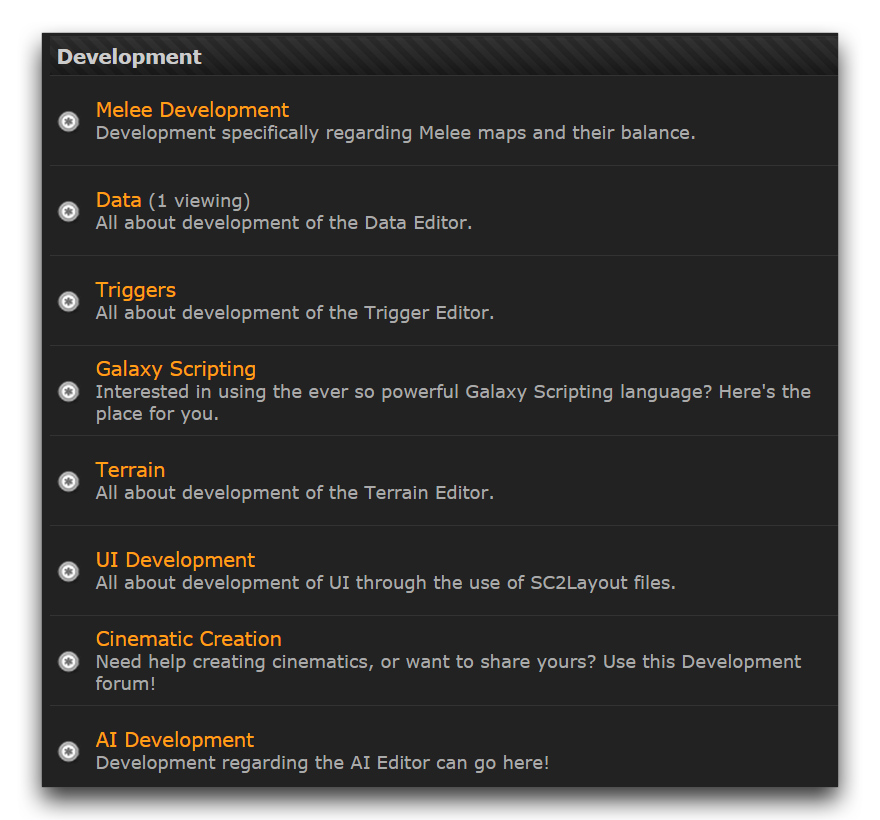 Development
Melee Development
Development specifically regarding Melee maps and their balance.
Data (1 viewing)
All about development of the Data Editor.
Triggers
All about development of the Trigger Editor.
Galaxy Scripting
Interested in using the ever so powerful Galaxy Scripting language? Here's the
place for you.
Terrain
All about development of the Terrain Editor.
UI Development
All about development of UI through the use of SC2Layout files.
Cinematic Creation
Need help creating cinematics, or want to share yours? Use this Development
forum!
AI Development
Development regarding the AI Editor can go here!